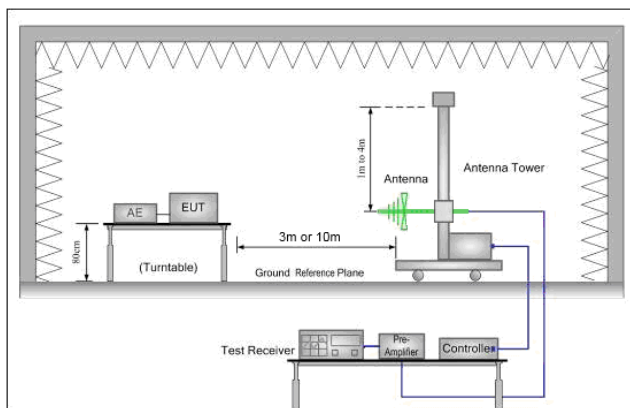 1m to 4m
Antenna
Antenna Tower
AE
EUT
80cm
(Turntable)
3m or 10m
Ground Reference Plane
Test Receiver
Pre-
Amplifier
Controller